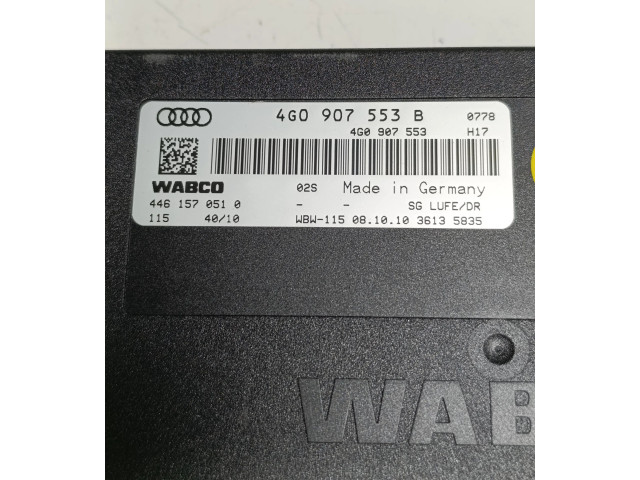 4G0 907 553 B 0778
4G0 907 553 H17
WABCO 02S Made in Germany
446 157 051 0 - - SG LUFE/DR
115 40/10 WBW-115 08.10.10 3613 5835
WAB